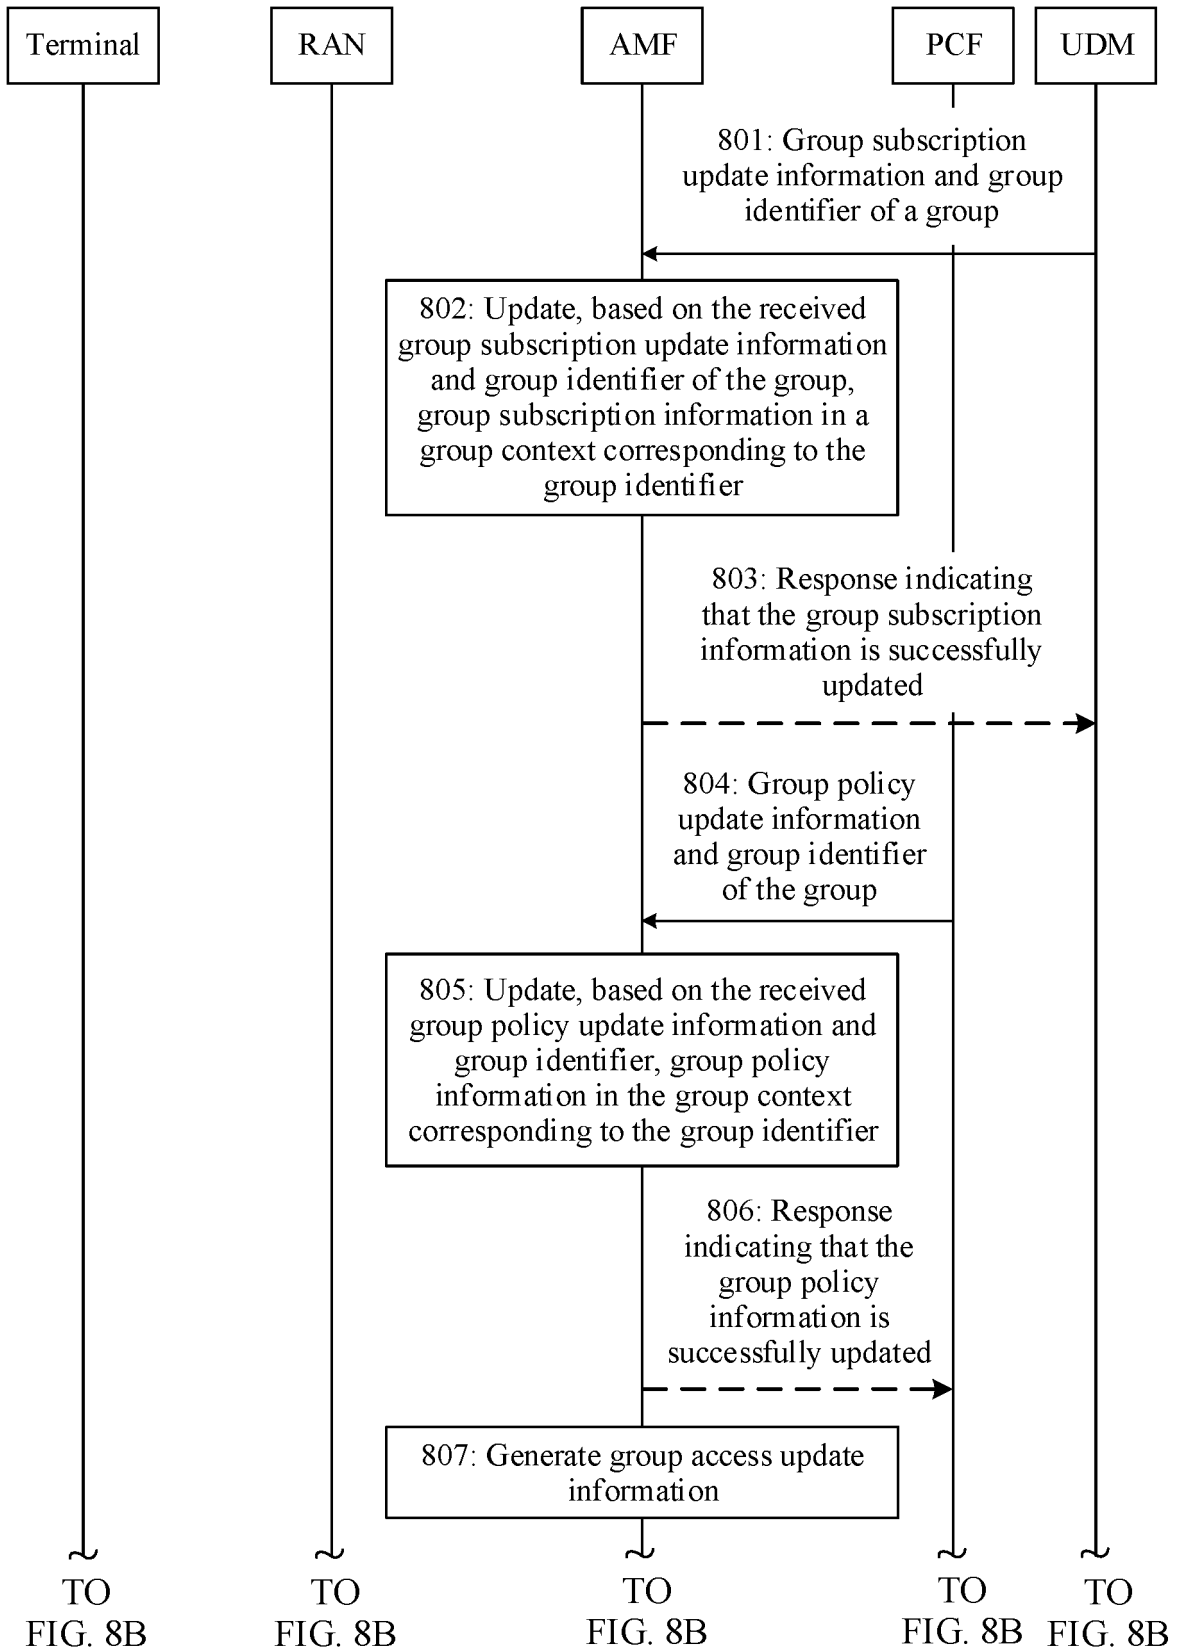 Terminal
RAN
AMF
PCF
UDM
801: Group subscription
update information and group
identifier of a group
802: Update, based on the received
group subscription update information
and group identifier of the group,
group subscription information in a
group context corresponding to the
group identifier
803: Response indicating
that the group subscription
information is successfully
updated
804: Group policy
update information
and group identifier
of the group
805: Update, based on the received
group policy update information and
group identifier, group policy
information in the group context
corresponding to the group identifier
806: Response
indicating that the
group policy
information is
successfully updated
807: Generate group access update
information
TO
FIG. 8B
TO
FIG. 8B
TO
FIG. 8B
TO
FIG. 8B
TO
FIG. 8B